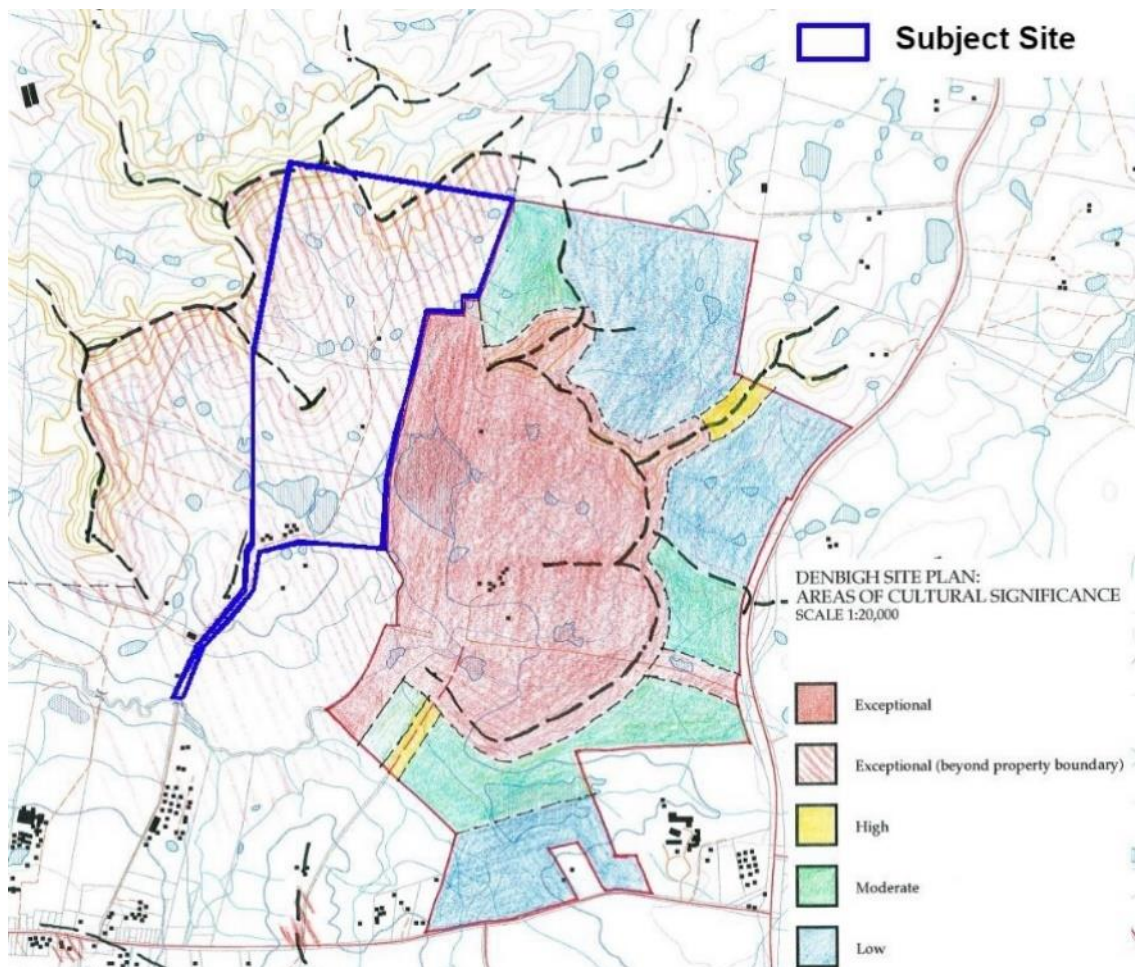 Subject Site
DENBIGH SITE PLAN:
AREAS OF CULTURAL SIGNIFICANCE
SCALE 1:20,000
Exceptional
Exceptional (beyond property boundary)
High
Moderate
Low